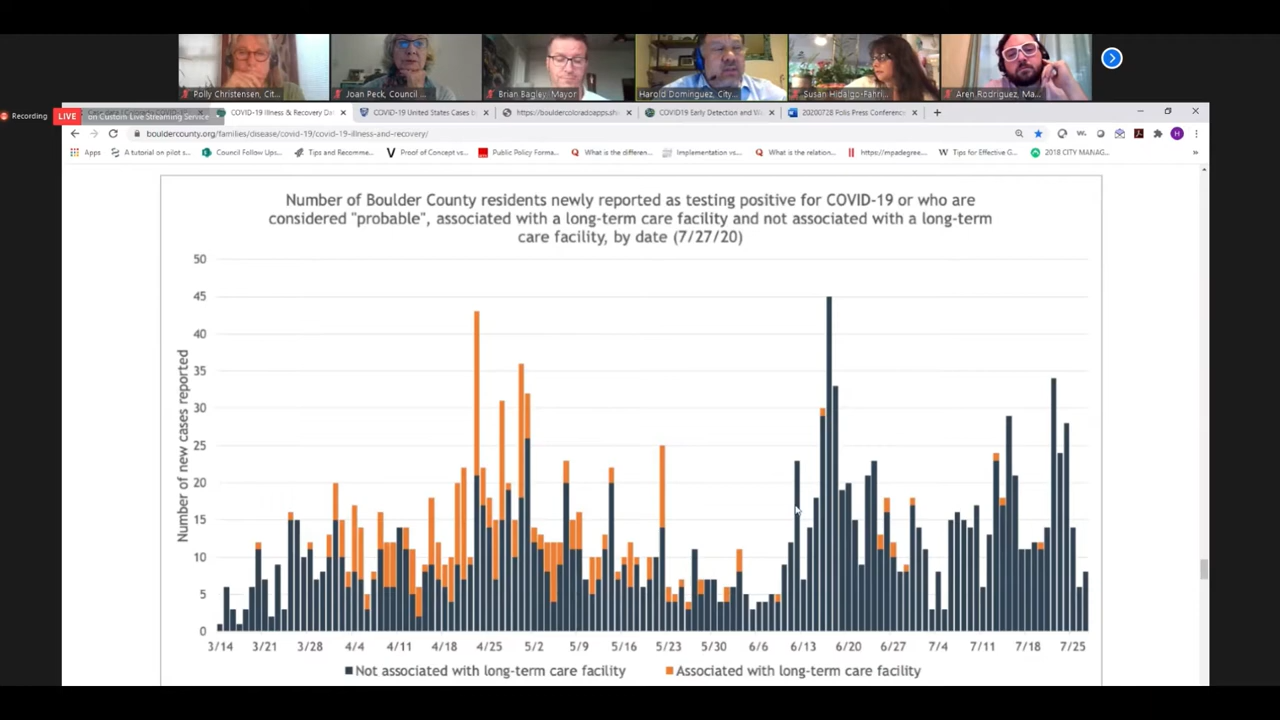 Polly Christensen, Cit...
Joan Peck, Council ...
Brian Bagley, Mayor
Harold Dominguez, City...
Susan Hidalgo-Fahri...
Aren Rodriguez, Ma...
Recording
LIVE
on Custom Live Streaming Service
COVID-19 Illness & Recovery Da
COVID-19 United States Cases b
https://bouldercoloradoapps.sh
COVID19 Early Detection and W
20200728 Polis Press Conference
bouldercounty.org/families/disease/covid-19/covid-19-illness-and-recovery/
Apps
A tutorial on pilot s...
Council Follow Ups...
Tips and Recomme...
Proof of Concept vs...
Public Policy Forma...
What is the differen...
Implementation vs...
What is the relation...
https://mpadegree...
Tips for Effective G...
2018 CITY MANAG...
Number of Boulder County residents newly reported as testing positive for COVID-19 or who are
considered "probable", associated with a long-term care facility and not associated with a long-term
care facility, by date (7/27/20)
Number of new cases reported
50
45
40
35
30
25
20
15
10
5
0
3/14 3/21 3/28 4/4 4/11 4/18 4/25 5/2 5/9 5/16 5/23 5/30 6/6 6/13 6/20 6/27 7/4 7/11 7/18 7/25
Not associated with long-term care facility
Associated with long-term care facility